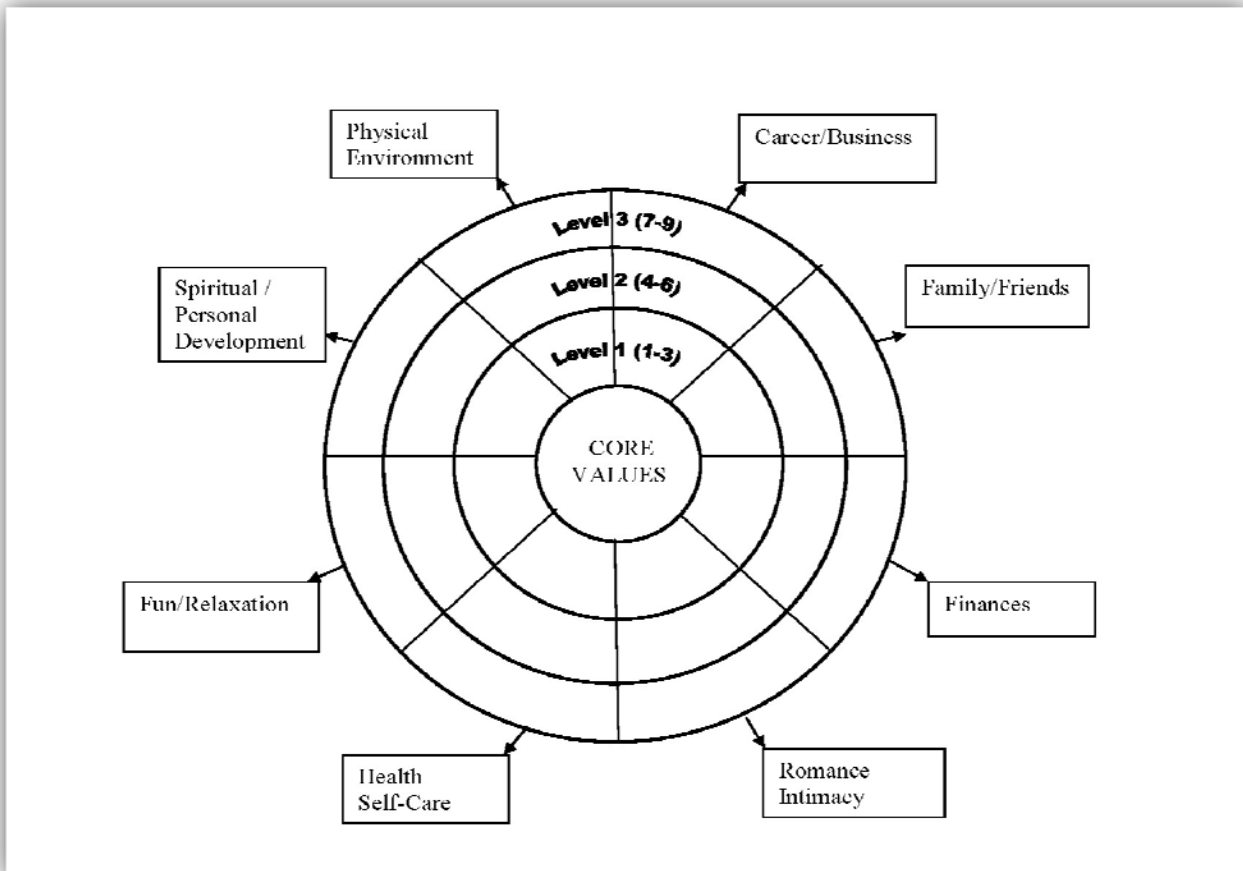 Physical
Environment
Career/Business
Level 3 (7-9)
Spiritual /
Personal
Development
Level 2 (4-6)
Family/Friends
Level 1 (1-3)
CORE
VALUES
Fun/Relaxation
Finances
Health
Self-Care
Romance
Intimacy